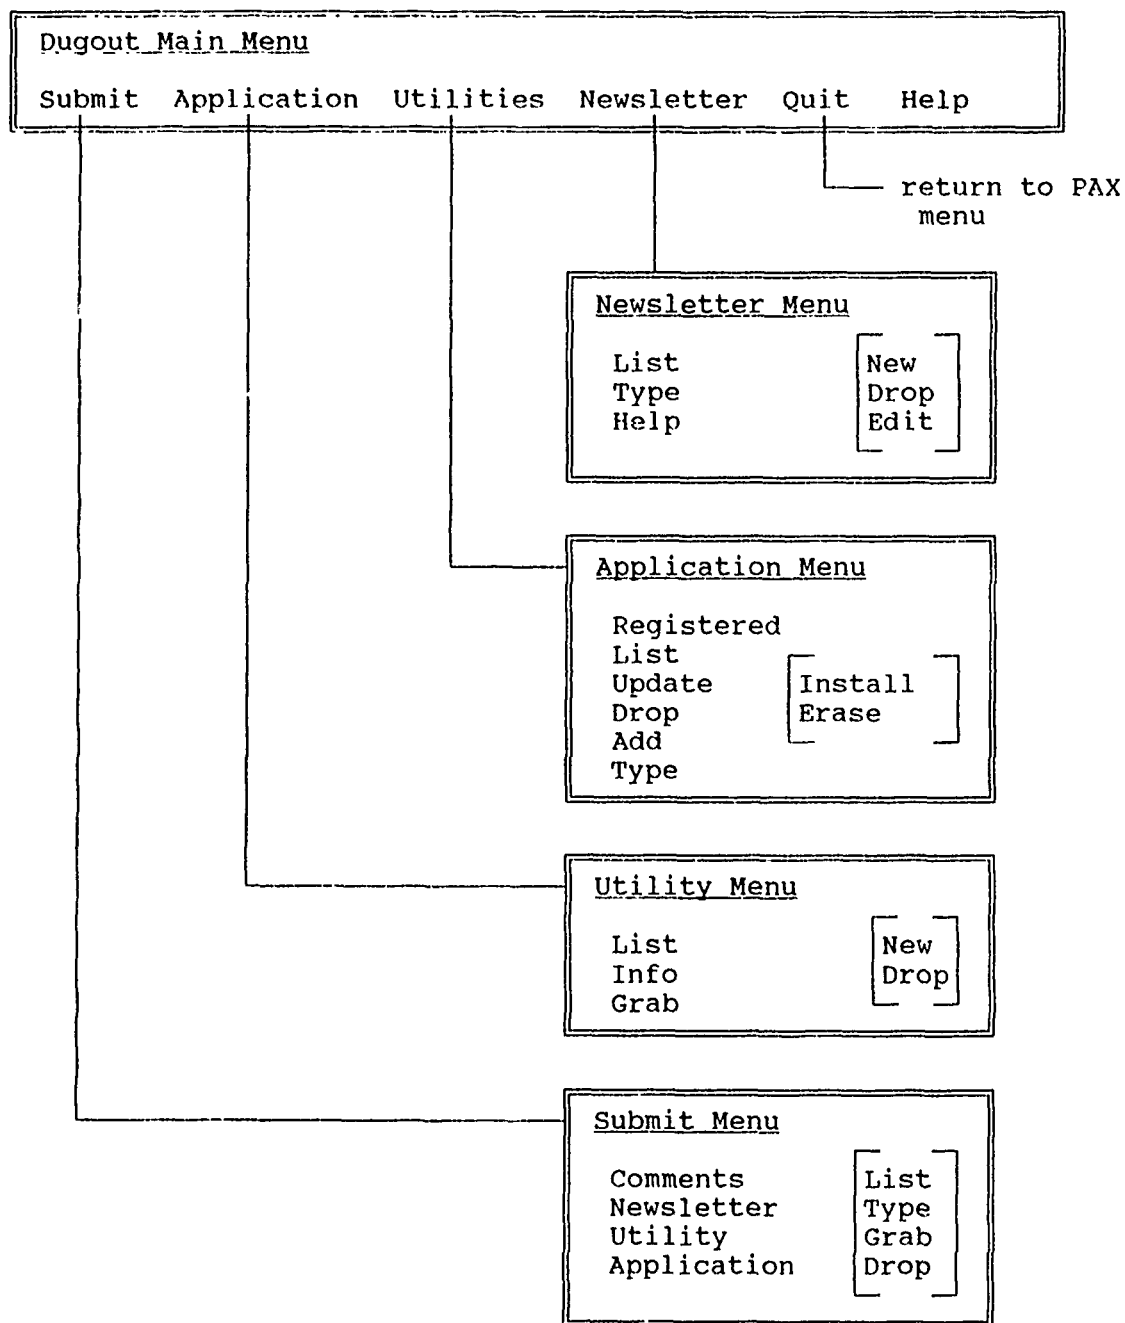 Dugout Main Menu
Submit Application Utilities Newsletter Quit Help
return to PAX
menu
Newsletter Menu
List New
Type Drop
Help Edit
Application Menu
Registered
List
Update Install
Drop Erase
Add
Type
Utility Menu
List New
Info Drop
Grab
Submit Menu
Comments List
Newsletter Type
Utility Grab
Application Drop